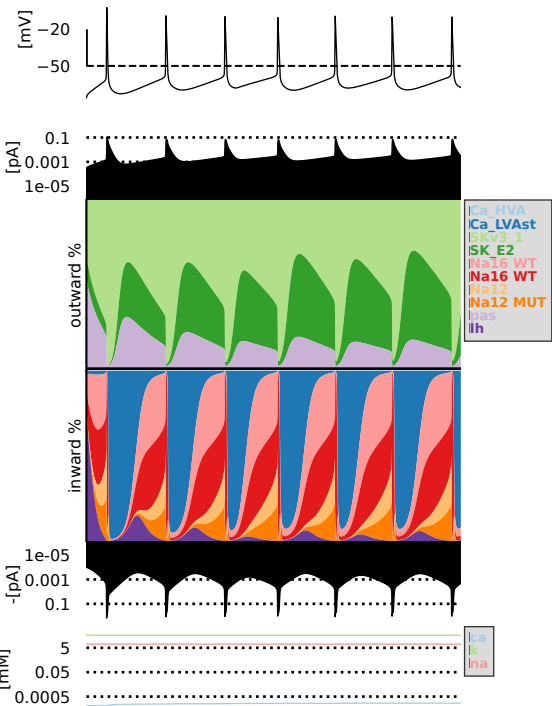 [mV]
−20
−50
[pA]
0.1
0.001
1e-05
outward %
Ca_HVA
Ca_LVAst
SKv3_1
SK_E2
Na16 WT
Na16 WT
Na12
Na12 MUT
pas
Ih
inward %
1e-05
0.001
0.1
-[pA]
ca
k
na
5
0.05
0.0005
[mM]